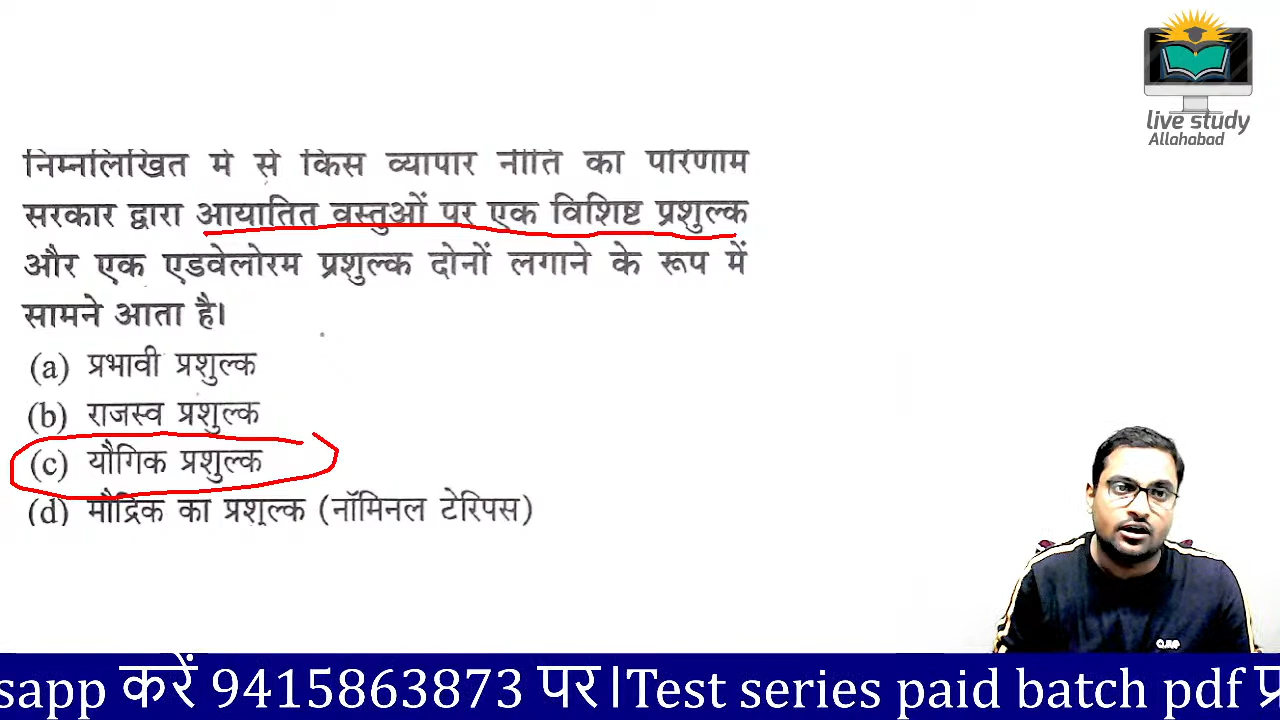 live study
Allahabad
निम्नलिखित में से किस व्यापार नीति का परिणाम
सरकार द्वारा आयातित वस्तुओं पर एक विशिष्ट प्रशुल्क
और एक एडवेलोरम प्रशुल्क दोनों लगाने के रूप में
सामने आता है।
(a) प्रभावी प्रशुल्क
(b) राजस्व प्रशुल्क
(c) यौगिक प्रशुल्क
(d) मौद्रिक का प्रशुल्क (नॉमिनल टेरिपस)
sapp करें 9415863873 पर।Test series paid batch pdf प्र